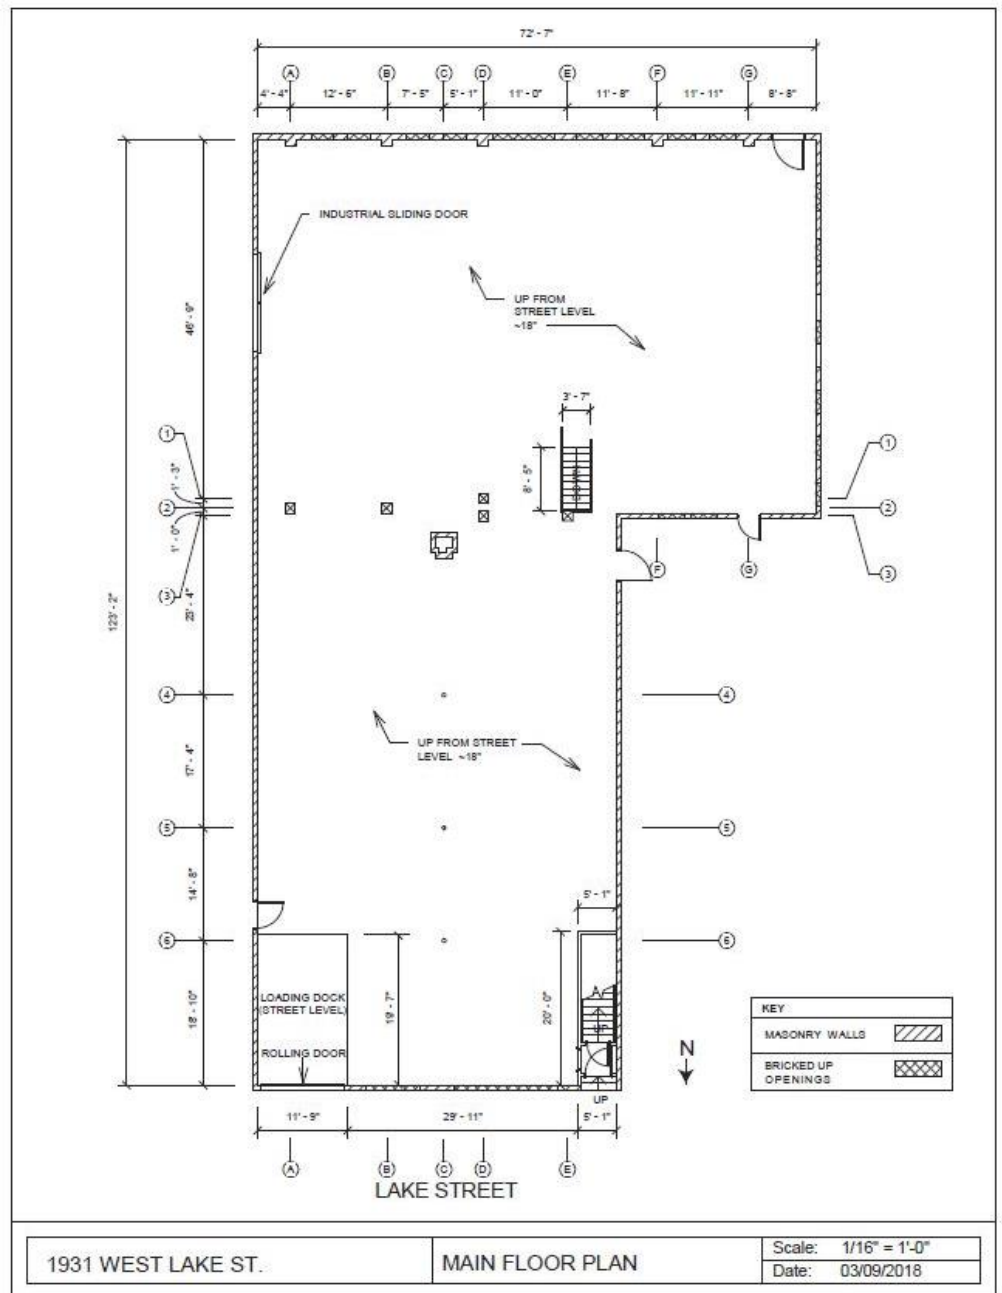 72' - 7"
A B C D E F G
4' - 4" 12' - 6" 7' - 5" 5' - 1" 11' - 0" 11' - 8" 11' - 11" 8' - 8"
INDUSTRIAL SLIDING DOOR
UP FROM
STREET LEVEL
~18"
46' - 9"
3' - 7"
8' - 5"
DOWN
1
1' - 3"
2
1' - 0"
3
23' - 4"
123' - 2"
1
2
3
F G
4 4
17' - 4"
UP FROM STREET
LEVEL ~18"
5 5
14' - 8"
5' - 1"
6 6
18' - 10"
LOADING DOCK
(STREET LEVEL)
19' - 7"
20' - 0"
UP
ROLLING DOOR
UP
N
KEY
MASONRY WALLS
BRICKED UP
OPENINGS
11' - 9" 29' - 11" 5' - 1"
A B C D E
LAKE STREET
1931 WEST LAKE ST.
MAIN FLOOR PLAN
Scale: 1/16" = 1'-0"
Date: 03/09/2018